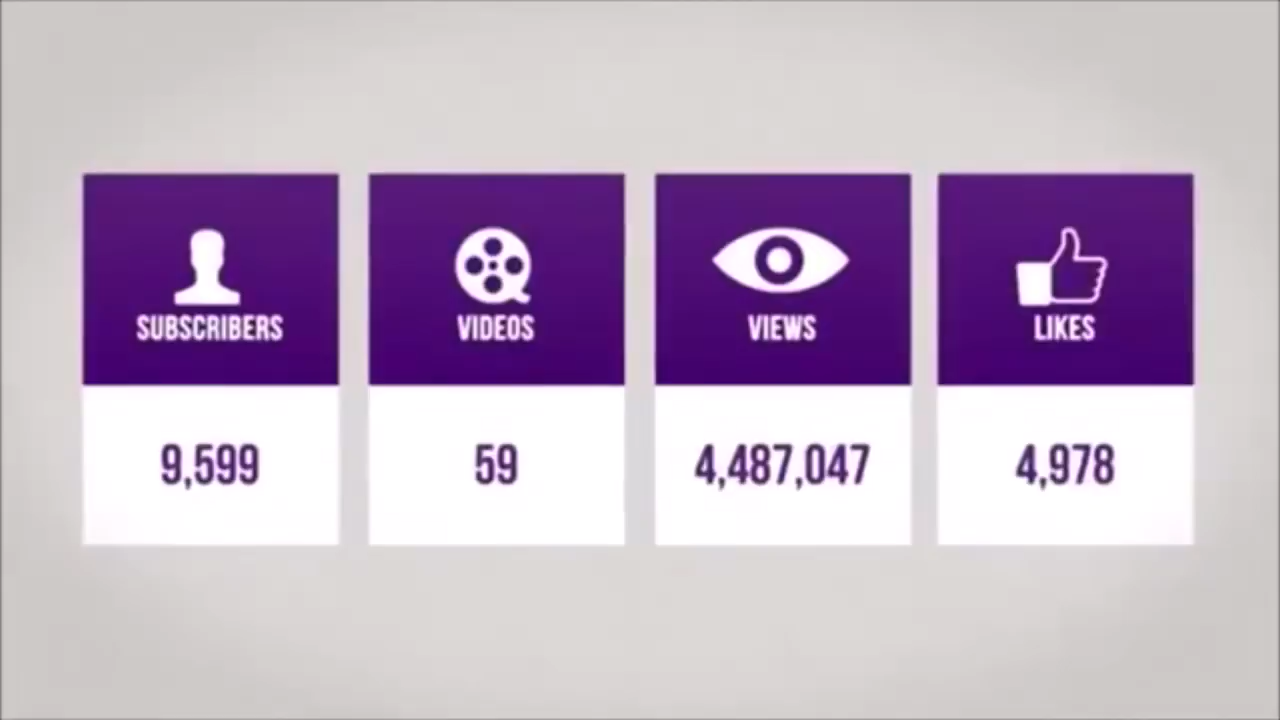 SUBSCRIBERS
VIDEOS
VIEWS
LIKES
9,599
59
4,487,047
4,978